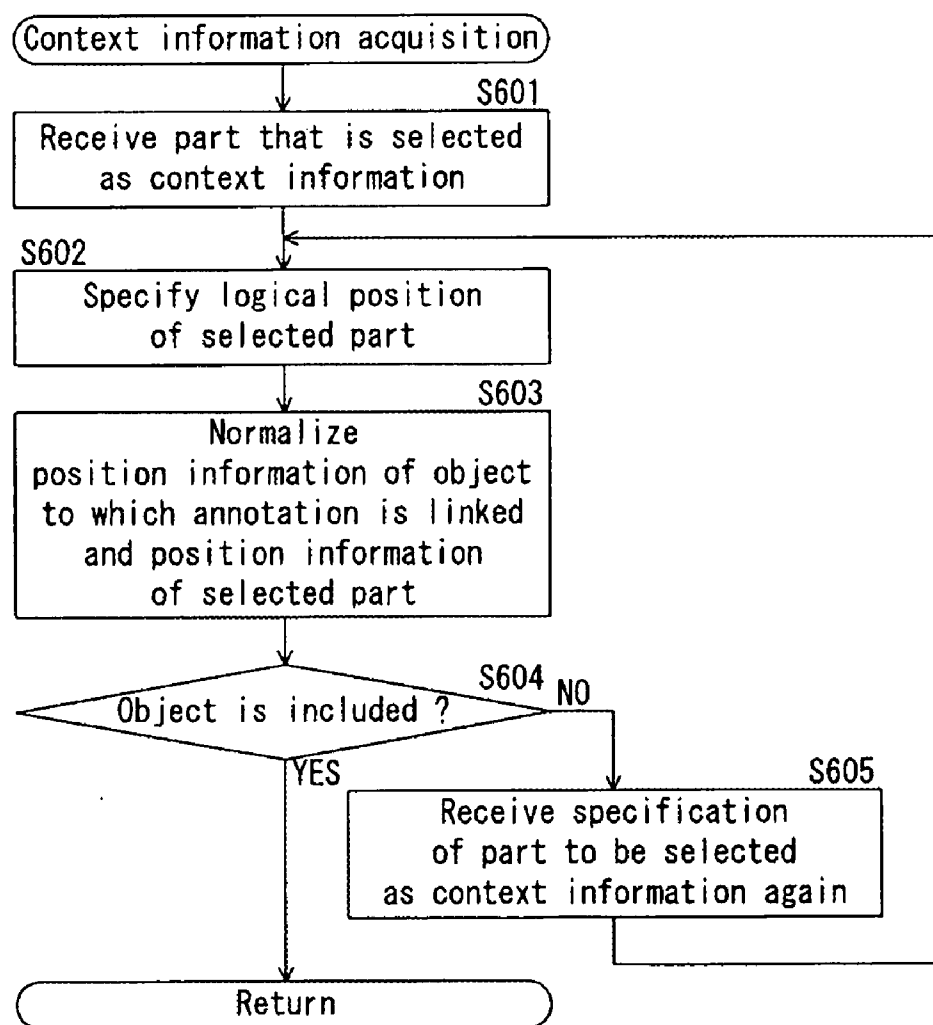 Context information acquisition
S601
Receive part that is selected
as context information
S602
Specify logical position
of selected part
S603
Normalize
position information of object
to which annotation is linked
and position information
of selected part
S604
Object is included ?
NO
YES
S605
Receive specification
of part to be selected
as context information again
Return